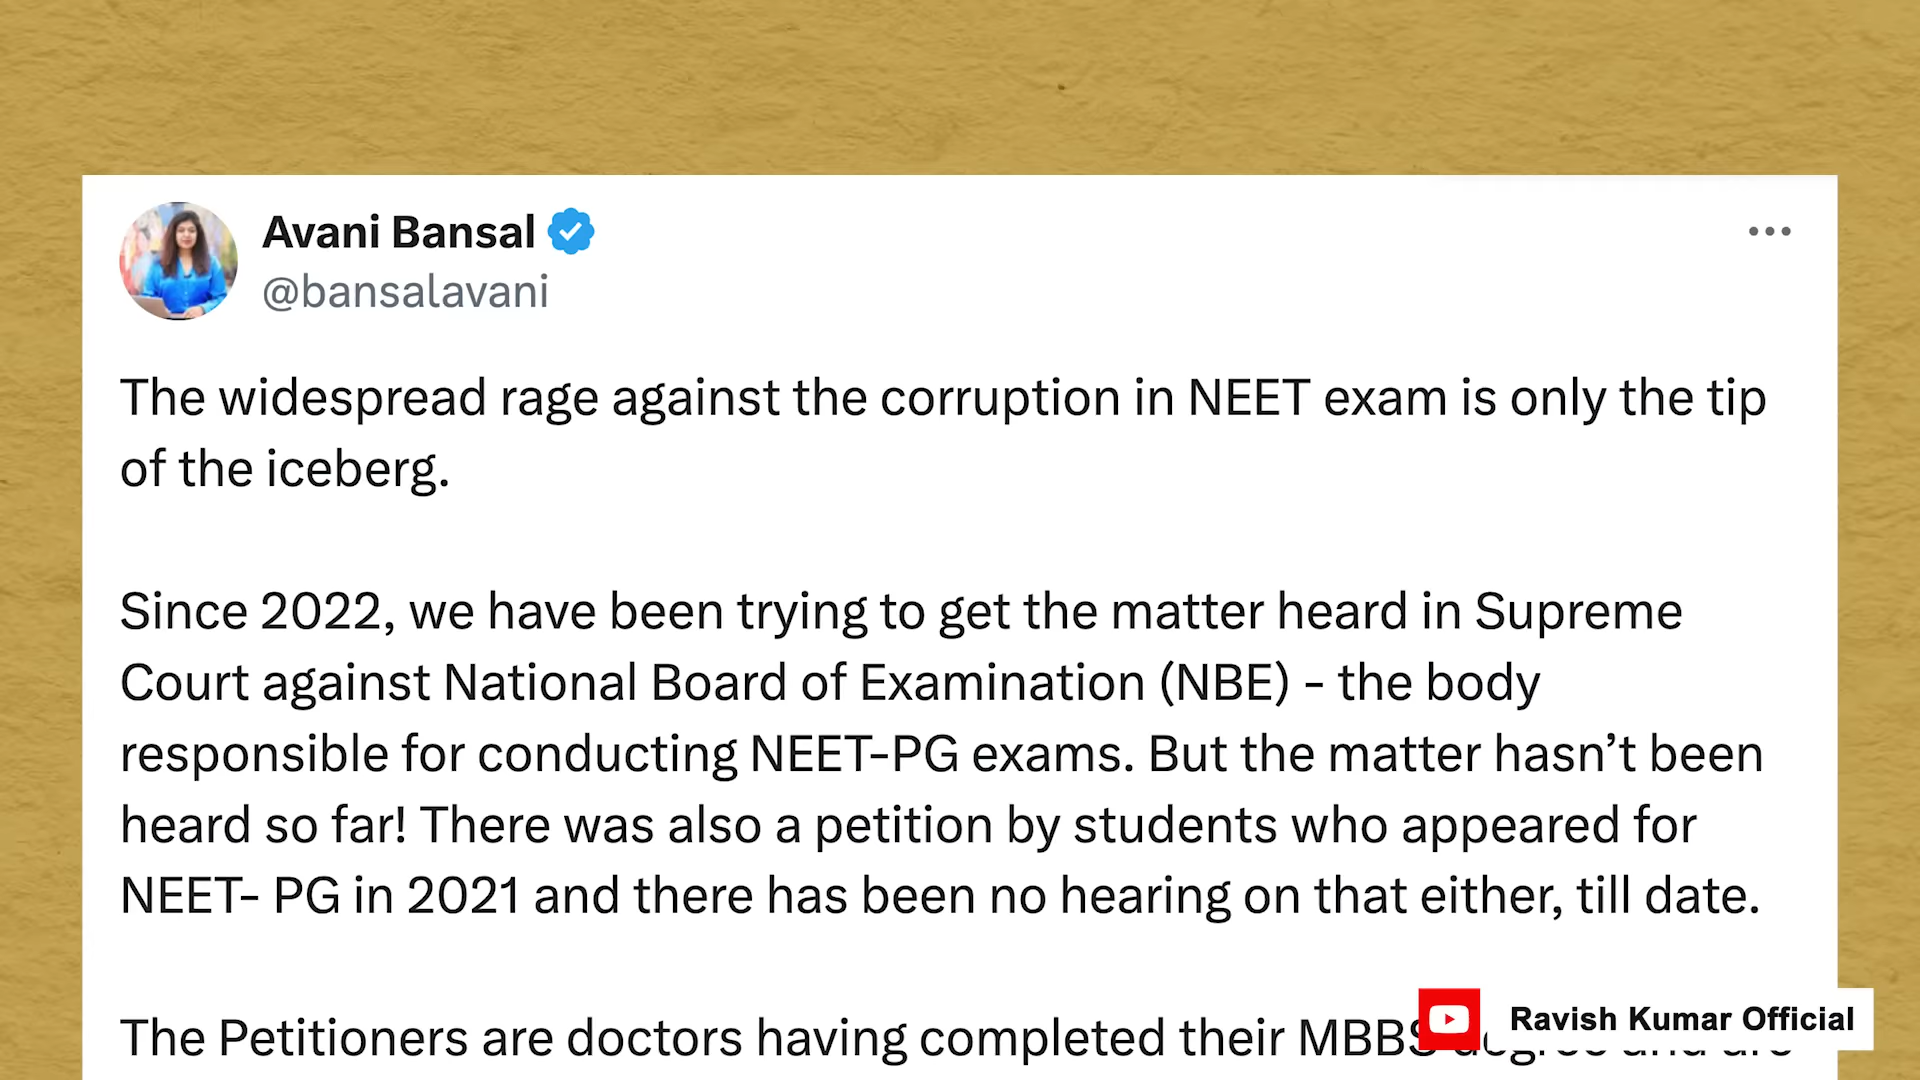 Avani Bansal
@bansalavani
The widespread rage against the corruption in NEET exam is only the tip
of the iceberg.
Since 2022, we have been trying to get the matter heard in Supreme
Court against National Board of Examination (NBE) - the body
responsible for conducting NEET-PG exams. But the matter hasn’t been
heard so far! There was also a petition by students who appeared for
NEET- PG in 2021 and there has been no hearing on that either, till date.
The Petitioners are doctors having completed their MBBS
Ravish Kumar Official